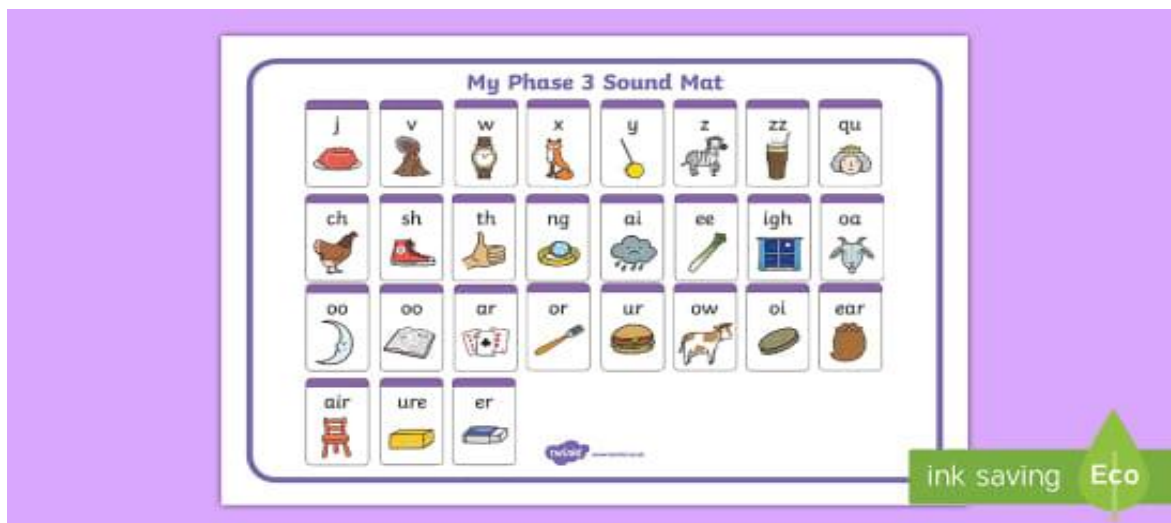 My Phase 3 Sound Mat
j v w x y z zz qu
ch sh th ng ai ee igh oa
oo oo ar or ur ow oi ear
air ure er
twinkl
ink saving Eco